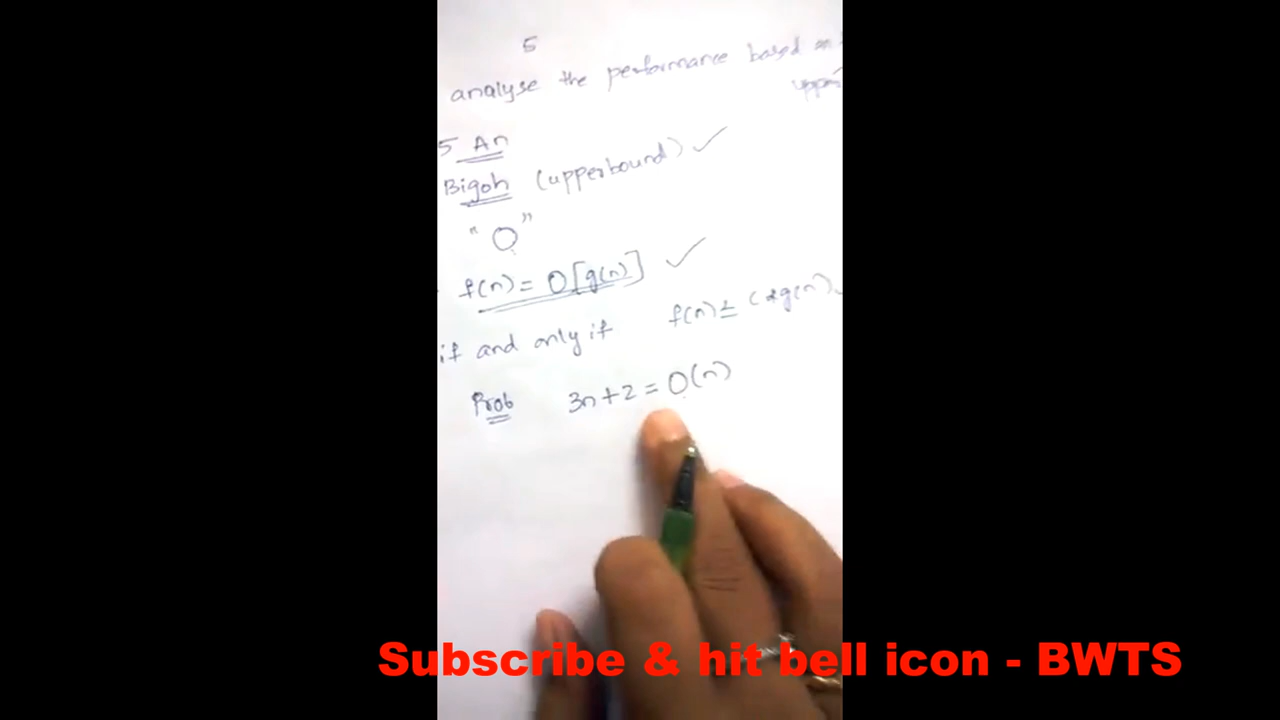 5
analyse the performance based on
upper
5 An
Bigoh (upperbound) ✓
"O"
f(n) = O[g(n)] ✓
if and only if f(n) ≤ C*g(n)
Prob 3n+2 = O(n)
Subscribe & hit bell icon - BWTS